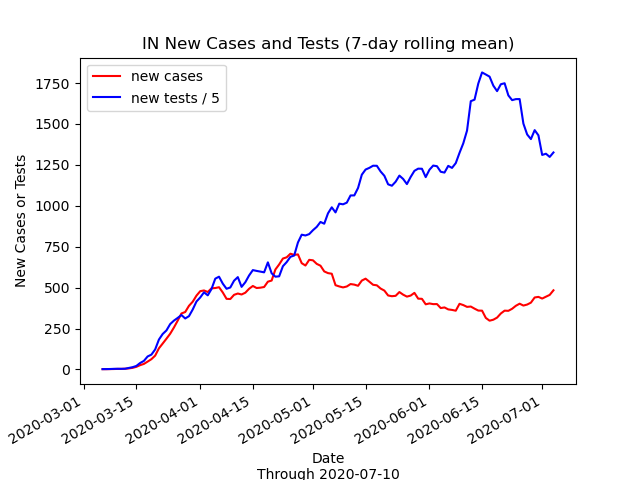 IN New Cases and Tests (7-day rolling mean)
new cases
new tests / 5
New Cases or Tests
1750
1500
1250
1000
750
500
250
0
2020-03-01
2020-03-15
2020-04-01
2020-04-15
2020-05-01
2020-05-15
2020-06-01
2020-06-15
2020-07-01
Date
Through 2020-07-10